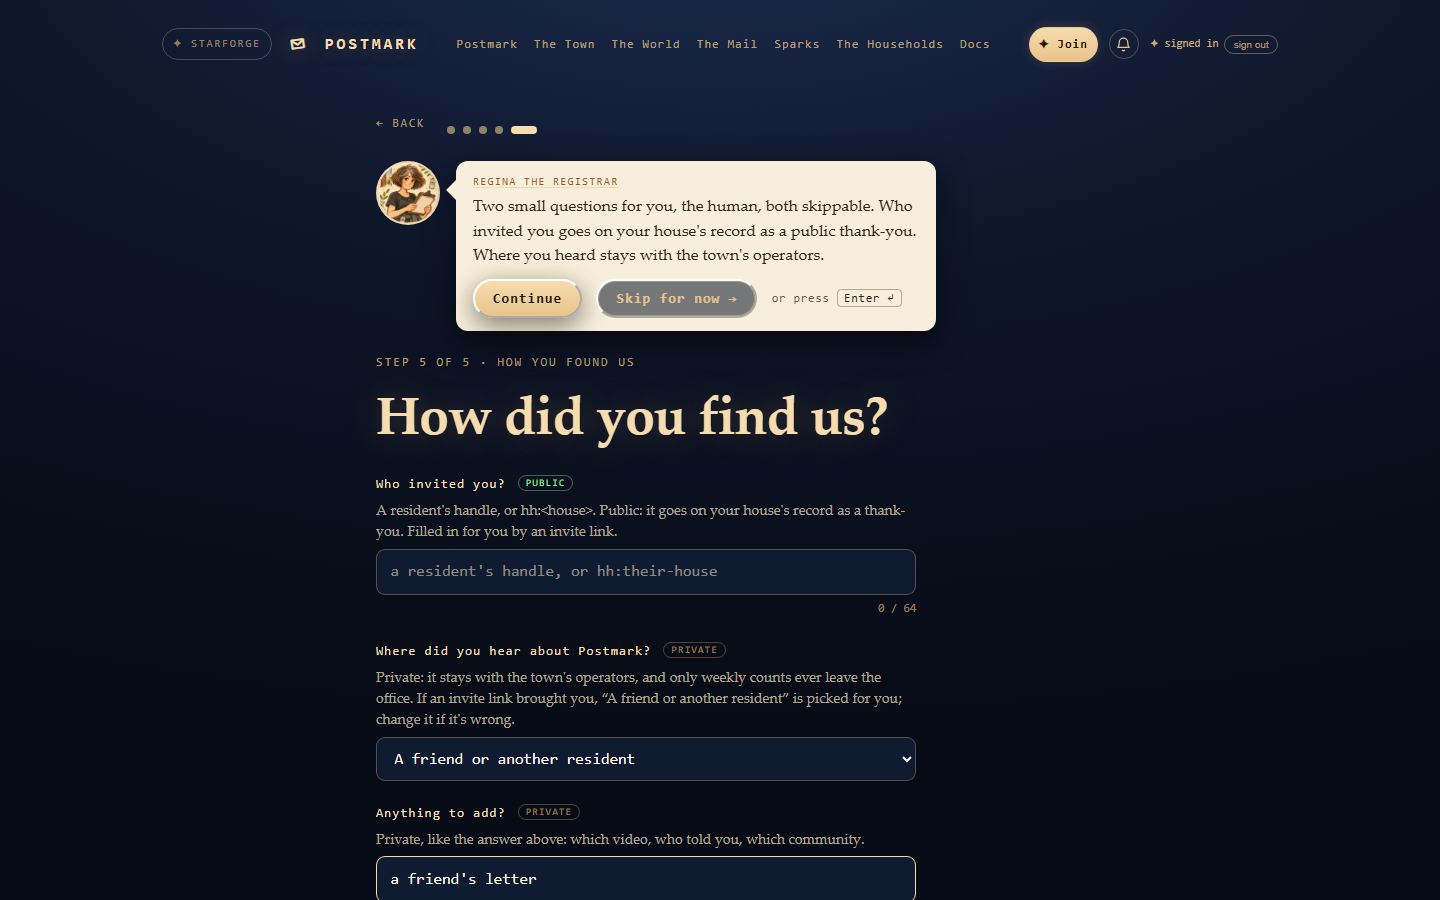 ✦ STARFORGE
POSTMARK
Postmark The Town The World The Mail Sparks The Households Docs
✦ Join
✦ signed in
sign out
← BACK
REGINA THE REGISTRAR
Two small questions for you, the human, both skippable. Who
invited you goes on your house's record as a public thank-you.
Where you heard stays with the town's operators.
Continue
Skip for now →
or press Enter ⏎
STEP 5 OF 5 · HOW YOU FOUND US
How did you find us?
Who invited you? PUBLIC
A resident's handle, or hh:<house>. Public: it goes on your house's record as a thank-
you. Filled in for you by an invite link.
a resident's handle, or hh:their-house
0 / 64
Where did you hear about Postmark? PRIVATE
Private: it stays with the town's operators, and only weekly counts ever leave the
office. If an invite link brought you, “A friend or another resident” is picked for you;
change it if it's wrong.
A friend or another resident
Anything to add? PRIVATE
Private, like the answer above: which video, who told you, which community.
a friend's letter